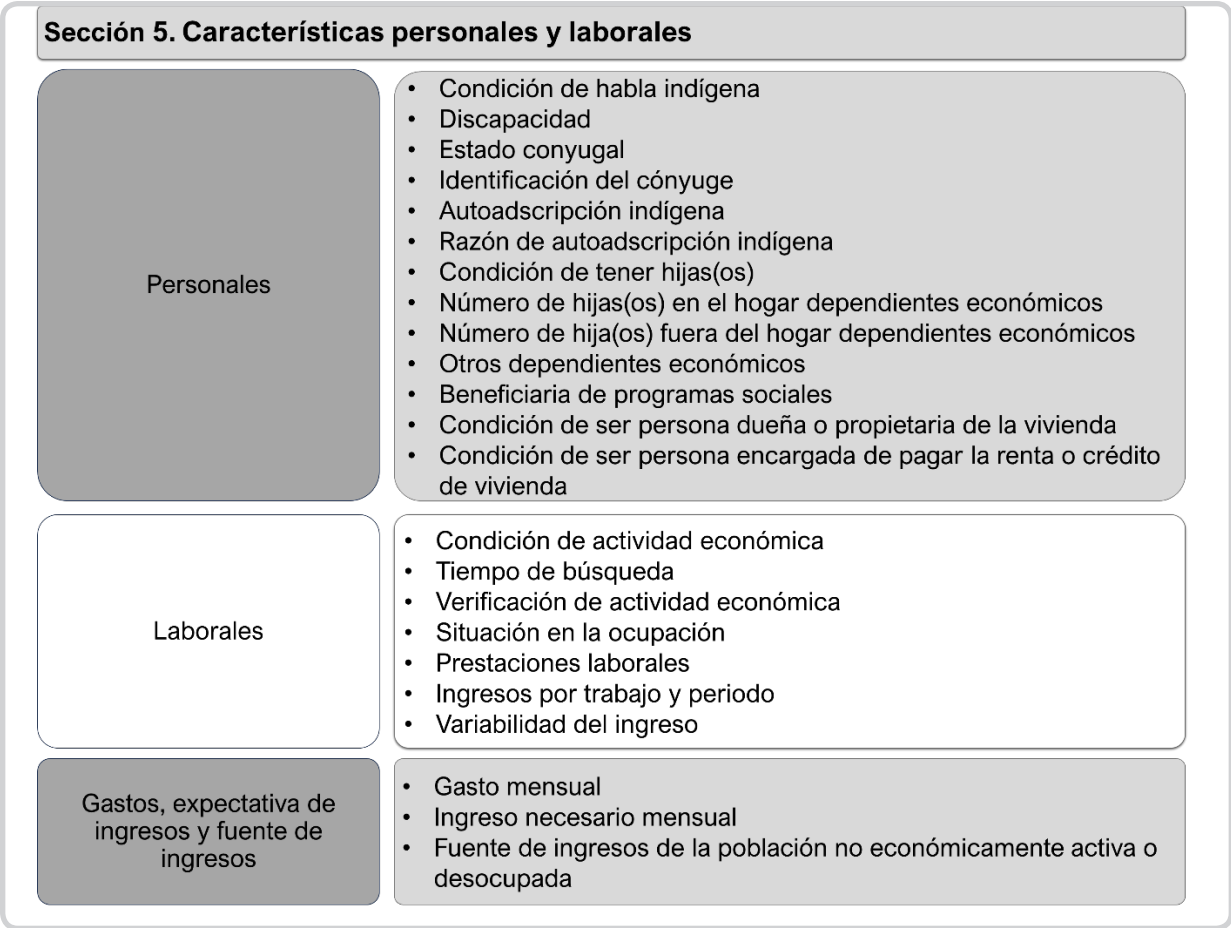 Sección 5. Características personales y laborales
Personales
• Condición de habla indígena
• Discapacidad
• Estado conyugal
• Identificación del cónyuge
• Autoadscripción indígena
• Razón de autoadscripción indígena
• Condición de tener hijas(os)
• Número de hijas(os) en el hogar dependientes económicos
• Número de hija(os) fuera del hogar dependientes económicos
• Otros dependientes económicos
• Beneficiaria de programas sociales
• Condición de ser persona dueña o propietaria de la vivienda
• Condición de ser persona encargada de pagar la renta o crédito
de vivienda
Laborales
• Condición de actividad económica
• Tiempo de búsqueda
• Verificación de actividad económica
• Situación en la ocupación
• Prestaciones laborales
• Ingresos por trabajo y periodo
• Variabilidad del ingreso
Gastos, expectativa de
ingresos y fuente de
ingresos
• Gasto mensual
• Ingreso necesario mensual
• Fuente de ingresos de la población no económicamente activa o
desocupada